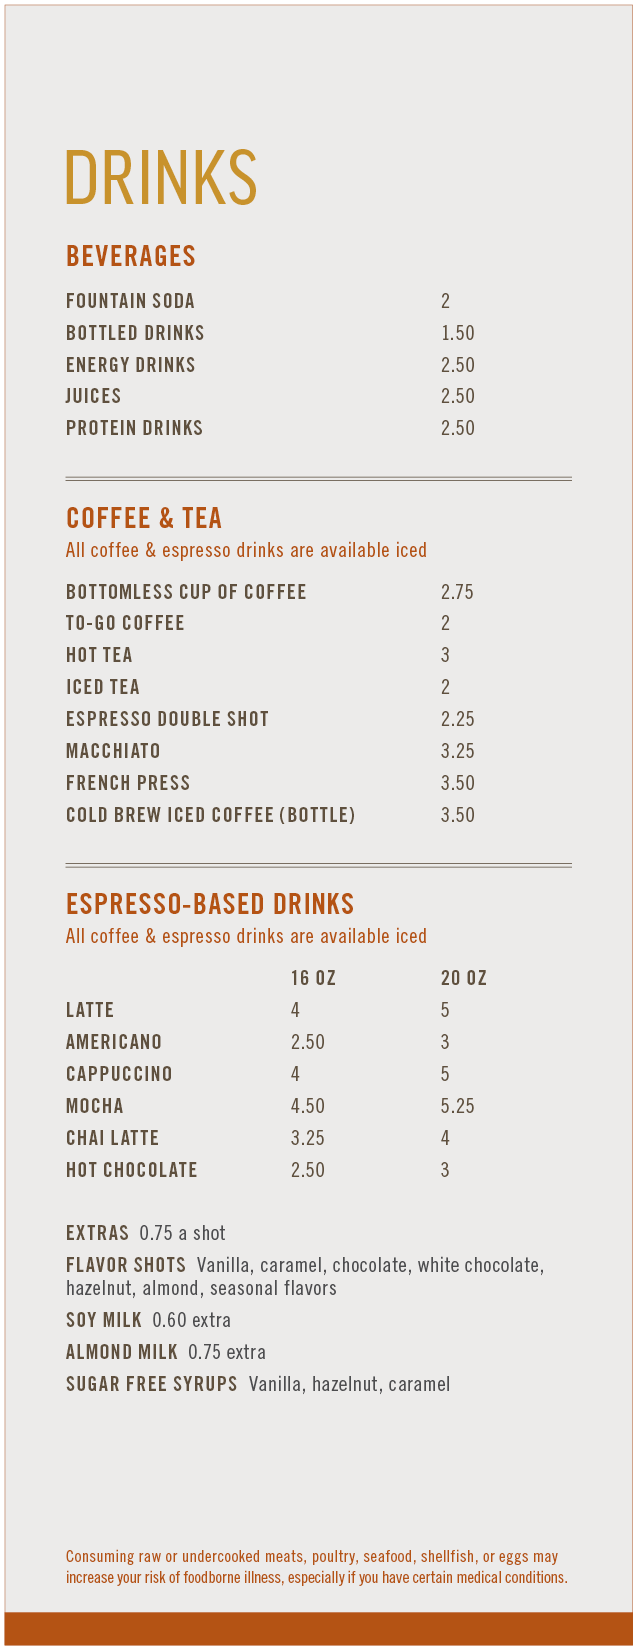 DRINKS
BEVERAGES
FOUNTAIN SODA 2
BOTTLED DRINKS 1.50
ENERGY DRINKS 2.50
JUICES 2.50
PROTEIN DRINKS 2.50
COFFEE & TEA
All coffee & espresso drinks are available iced
BOTTOMLESS CUP OF COFFEE 2.75
TO-GO COFFEE 2
HOT TEA 3
ICED TEA 2
ESPRESSO DOUBLE SHOT 2.25
MACCHIATO 3.25
FRENCH PRESS 3.50
COLD BREW ICED COFFEE (BOTTLE) 3.50
ESPRESSO-BASED DRINKS
All coffee & espresso drinks are available iced
16 OZ 20 OZ
LATTE 4 5
AMERICANO 2.50 3
CAPPUCCINO 4 5
MOCHA 4.50 5.25
CHAI LATTE 3.25 4
HOT CHOCOLATE 2.50 3
EXTRAS 0.75 a shot
FLAVOR SHOTS Vanilla, caramel, chocolate, white chocolate,
hazelnut, almond, seasonal flavors
SOY MILK 0.60 extra
ALMOND MILK 0.75 extra
SUGAR FREE SYRUPS Vanilla, hazelnut, caramel
Consuming raw or undercooked meats, poultry, seafood, shellfish, or eggs may
increase your risk of foodborne illness, especially if you have certain medical conditions.